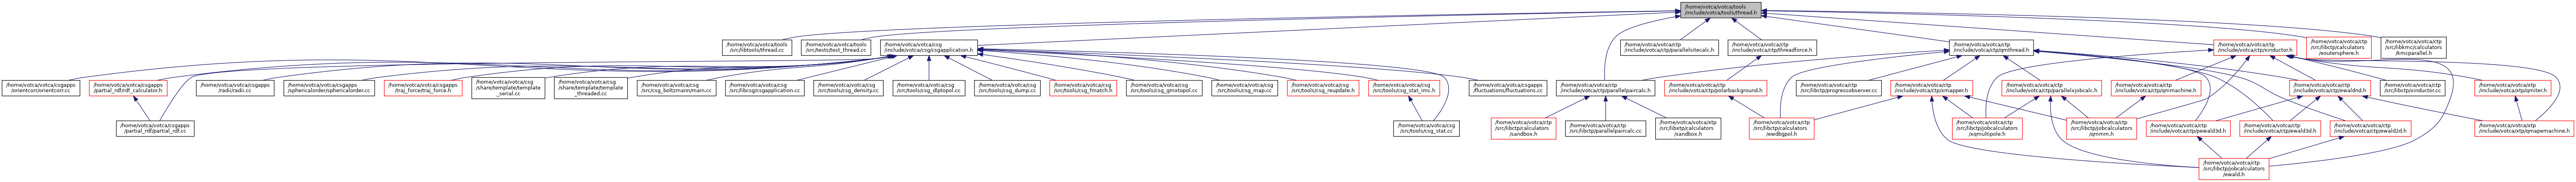 /home/votca/votca/tools
/include/votca/tools/thread.h
/home/votca/votca/tools
/src/libtools/thread.cc
/home/votca/votca/tools
/src/tests/test_thread.cc
/home/votca/votca/csg
/include/votca/csg/csgapplication.h
/home/votca/votca/ctp
/include/votca/ctp/parallelsitecalc.h
/home/votca/votca/ctp
/include/votca/ctp/threadforce.h
/home/votca/votca/ctp
/include/votca/ctp/qmthread.h
/home/votca/votca/ctp
/include/votca/ctp/xinductor.h
/home/votca/votca/ctp
/src/libctp/calculators
/eoutersphere.h
/home/votca/votca/ctp
/src/libkmc/calculators
/kmcparallel.h
/home/votca/votca/csgapps
/orientcorr/orientcorr.cc
/home/votca/votca/csgapps
/partial_rdf/rdf_calculator.h
/home/votca/votca/csgapps
/radii/radii.cc
/home/votca/votca/csgapps
/sphericalorder/sphericalorder.cc
/home/votca/votca/csgapps
/traj_force/traj_force.h
/home/votca/votca/csg
/share/template/template
_serial.cc
/home/votca/votca/csg
/share/template/template
_threaded.cc
/home/votca/votca/csg
/src/csg_boltzmann/main.cc
/home/votca/votca/csg
/src/libcsg/csgapplication.cc
/home/votca/votca/csg
/src/tools/csg_density.cc
/home/votca/votca/csg
/src/tools/csg_dlptopol.cc
/home/votca/votca/csg
/src/tools/csg_dump.cc
/home/votca/votca/csg
/src/tools/csg_fmatch.h
/home/votca/votca/csg
/src/tools/csg_gmxtopol.cc
/home/votca/votca/csg
/src/tools/csg_map.cc
/home/votca/votca/csg
/src/tools/csg_reupdate.h
/home/votca/votca/csg
/src/tools/csg_stat_imc.h
/home/votca/votca/csgapps
/fluctuations/fluctuations.cc
/home/votca/votca/ctp
/include/votca/ctp/parallelpaircalc.h
/home/votca/votca/ctp
/include/votca/ctp/polarbackground.h
/home/votca/votca/ctp
/src/libctp/progressobserver.cc
/home/votca/votca/ctp
/include/votca/ctp/xmapper.h
/home/votca/votca/ctp
/include/votca/ctp/parallelxjobcalc.h
/home/votca/votca/ctp
/include/votca/ctp/qmmachine.h
/home/votca/votca/ctp
/include/votca/ctp/ewaldnd.h
/home/votca/votca/ctp
/src/libctp/xinductor.cc
/home/votca/votca/xtp
/include/votca/xtp/qmiter.h
/home/votca/votca/csgapps
/partial_rdf/partial_rdf.cc
/home/votca/votca/csg
/src/tools/csg_stat.cc
/home/votca/votca/ctp
/src/libctp/calculators
/sandbox.h
/home/votca/votca/ctp
/src/libctp/parallelpaircalc.cc
/home/votca/votca/xtp
/src/libxtp/calculators
/sandbox.h
/home/votca/votca/ctp
/src/libctp/calculators
/ewdbgpol.h
/home/votca/votca/ctp
/src/libctp/jobcalculators
/xqmultipole.h
/home/votca/votca/ctp
/src/libctp/jobcalculators
/qmmm.h
/home/votca/votca/ctp
/include/votca/ctp/pewald3d.h
/home/votca/votca/ctp
/include/votca/ctp/ewald3d.h
/home/votca/votca/ctp
/include/votca/ctp/ewald2d.h
/home/votca/votca/xtp
/include/votca/xtp/qmapemachine.h
/home/votca/votca/ctp
/src/libctp/jobcalculators
/ewald.h